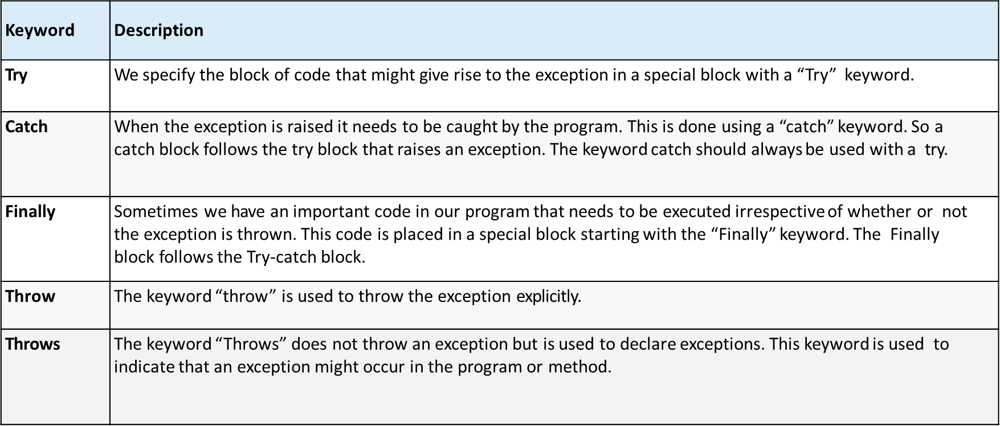 Keyword Description
Try We specify the block of code that might give rise to the exception in a special block with a “Try” keyword.
Catch When the exception is raised it needs to be caught by the program. This is done using a “catch” keyword. So a
catch block follows the try block that raises an exception. The keyword catch should always be used with a try.
Finally Sometimes we have an important code in our program that needs to be executed irrespective of whether or not
the exception is thrown. This code is placed in a special block starting with the “Finally” keyword. The Finally
block follows the Try-catch block.
Throw The keyword “throw” is used to throw the exception explicitly.
Throws The keyword “Throws” does not throw an exception but is used to declare exceptions. This keyword is used to
indicate that an exception might occur in the program or method.